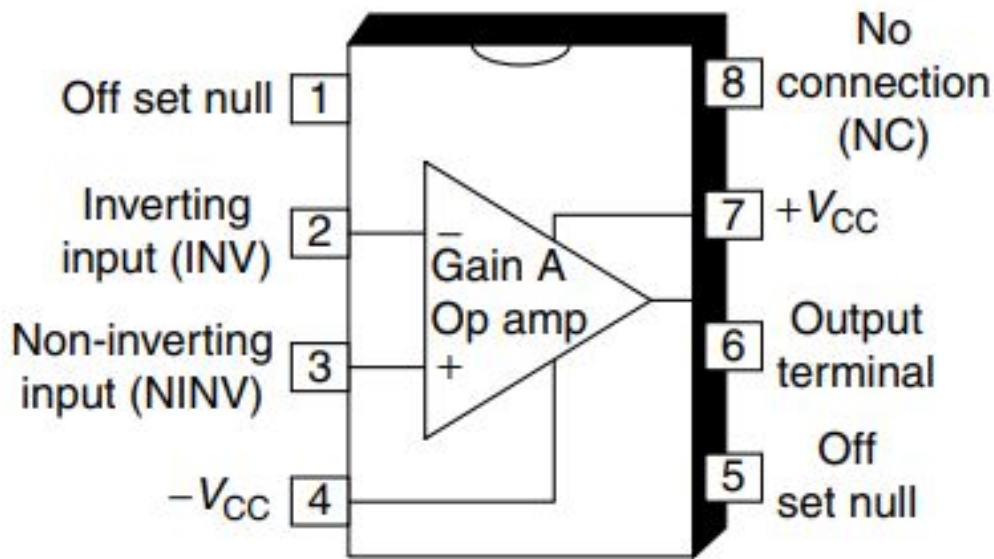 Off set null 1
Inverting
input (INV) 2
Non-inverting
input (NINV) 3
−VCC 4
−
Gain A
Op amp
+
No
8 connection
(NC)
7 +VCC
6 Output
terminal
5 Off
set null